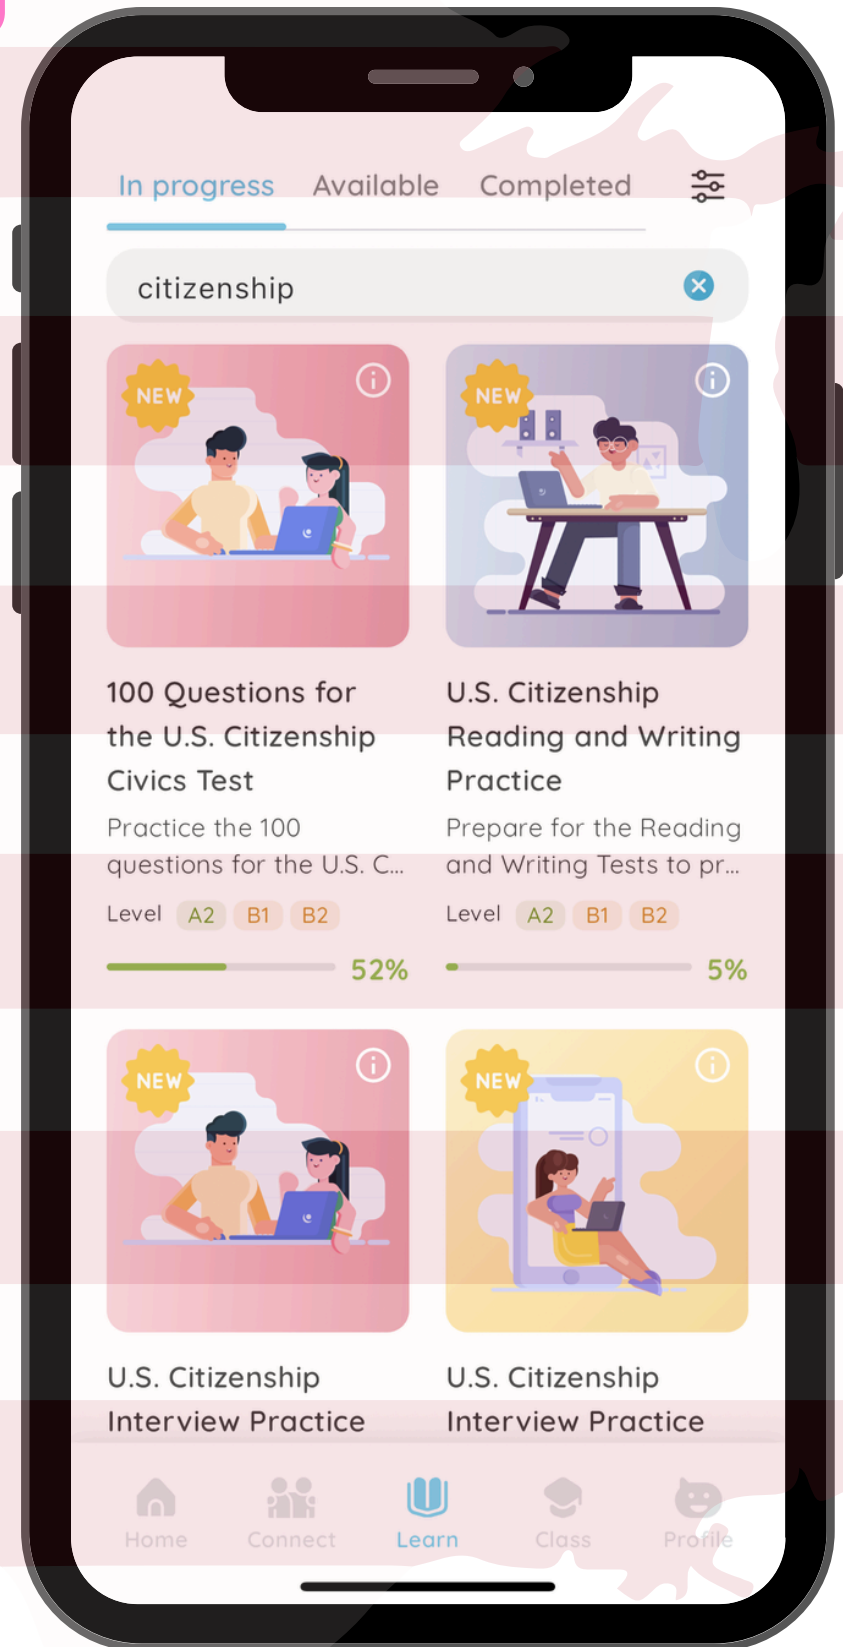 In progress Available Completed
citizenship
NEW
NEW
100 Questions for
the U.S. Citizenship
Civics Test
Practice the 100
questions for the U.S. C...
Level A2 B1 B2
52%
U.S. Citizenship
Reading and Writing
Practice
Prepare for the Reading
and Writing Tests to pr...
Level A2 B1 B2
5%
NEW
NEW
U.S. Citizenship
Interview Practice
U.S. Citizenship
Interview Practice
Home Connect Learn Class Profile